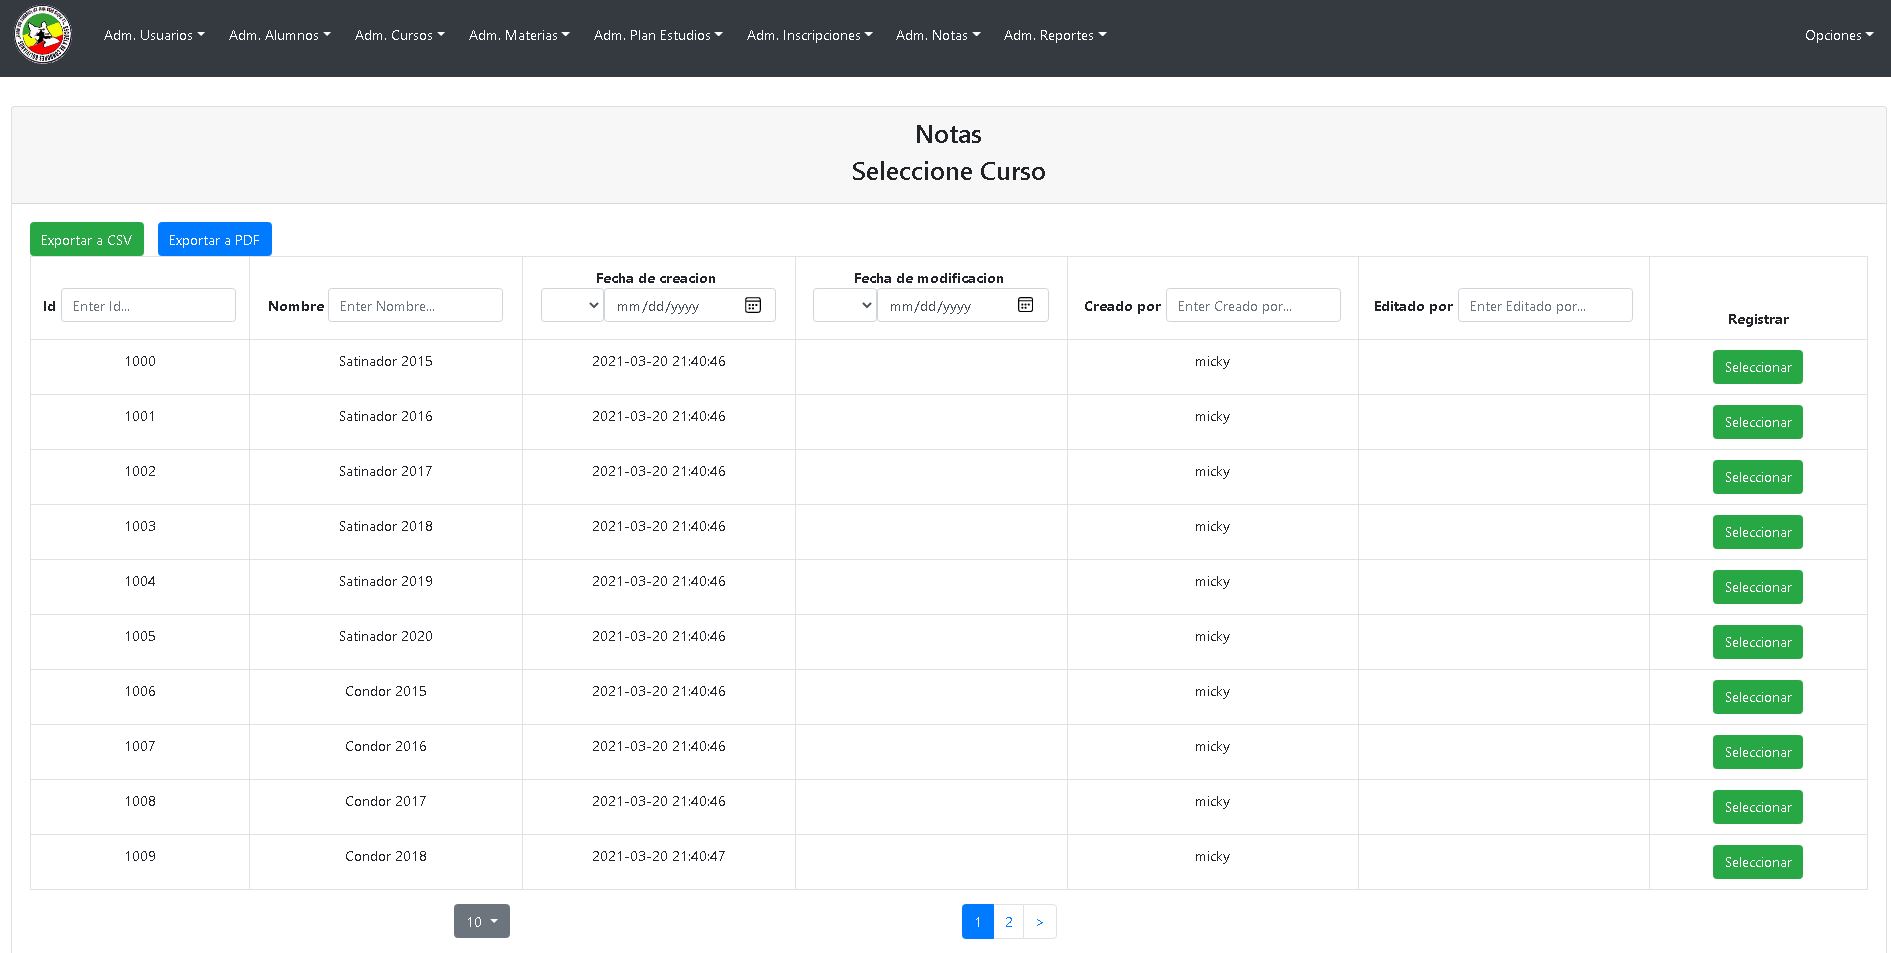 Adm. Usuarios Adm. Alumnos Adm. Cursos Adm. Materias Adm. Plan Estudios Adm. Inscripciones Adm. Notas Adm. Reportes Opciones
Notas
Seleccione Curso
Exportar a CSV Exportar a PDF
Id Enter Id... Nombre Enter Nombre... Fecha de creacion mm/dd/yyyy Fecha de modificacion mm/dd/yyyy Creado por Enter Creado por... Editado por Enter Editado por... Registrar
1000 Satinador 2015 2021-03-20 21:40:46 micky Seleccionar
1001 Satinador 2016 2021-03-20 21:40:46 micky Seleccionar
1002 Satinador 2017 2021-03-20 21:40:46 micky Seleccionar
1003 Satinador 2018 2021-03-20 21:40:46 micky Seleccionar
1004 Satinador 2019 2021-03-20 21:40:46 micky Seleccionar
1005 Satinador 2020 2021-03-20 21:40:46 micky Seleccionar
1006 Condor 2015 2021-03-20 21:40:46 micky Seleccionar
1007 Condor 2016 2021-03-20 21:40:46 micky Seleccionar
1008 Condor 2017 2021-03-20 21:40:46 micky Seleccionar
1009 Condor 2018 2021-03-20 21:40:47 micky Seleccionar
10 1 2 >